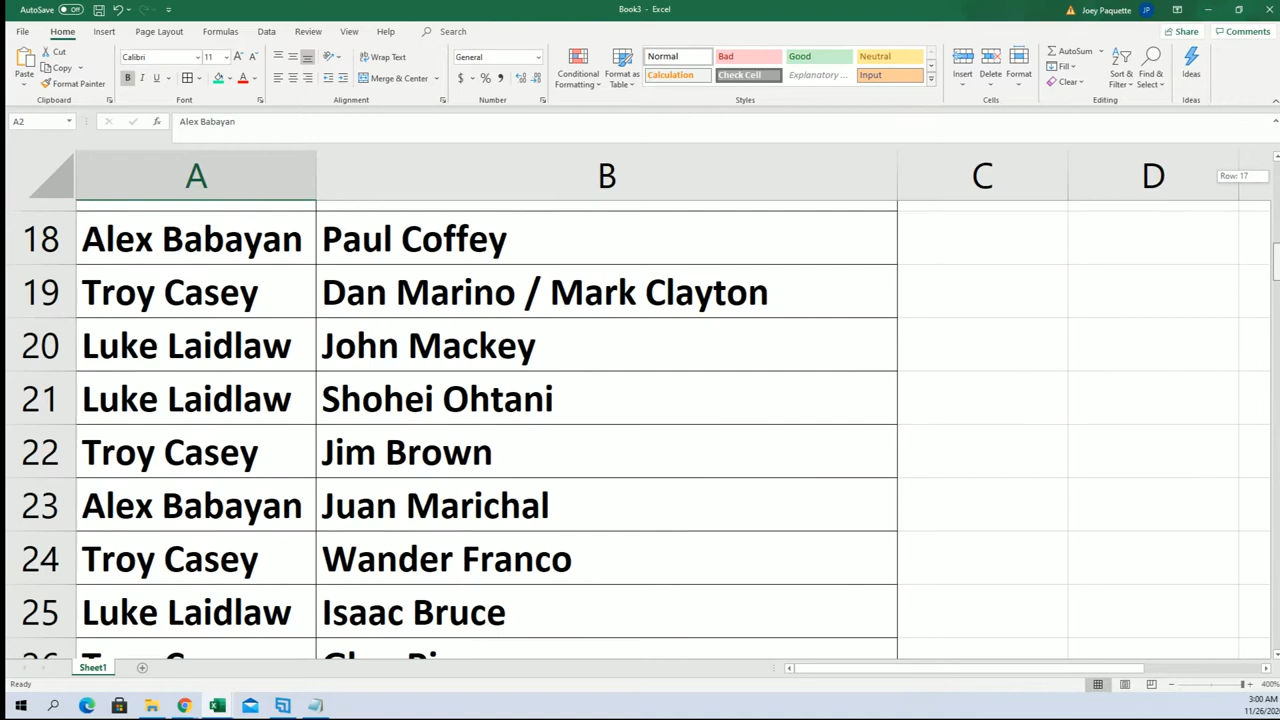 AutoSave Off Book3 - Excel Joey Paquette JP
File Home Insert Page Layout Formulas Data Review View Help Search Share Comments
Paste Cut Copy Format Painter Clipboard
Calibri 11 B I U Font
Wrap Text Merge & Center Alignment
General $ % Number
Conditional Formatting Format as Table Normal Bad Good Neutral Calculation Check Cell Explanatory ... Input Styles
Insert Delete Format Cells
AutoSum Fill Clear Sort & Filter Find & Select Editing
Ideas Ideas
A2 fx Alex Babayan
A B C D Row: 17
18 Alex Babayan Paul Coffey
19 Troy Casey Dan Marino / Mark Clayton
20 Luke Laidlaw John Mackey
21 Luke Laidlaw Shohei Ohtani
22 Troy Casey Jim Brown
23 Alex Babayan Juan Marichal
24 Troy Casey Wander Franco
25 Luke Laidlaw Isaac Bruce
Sheet1
Ready 400%
3:00 AM